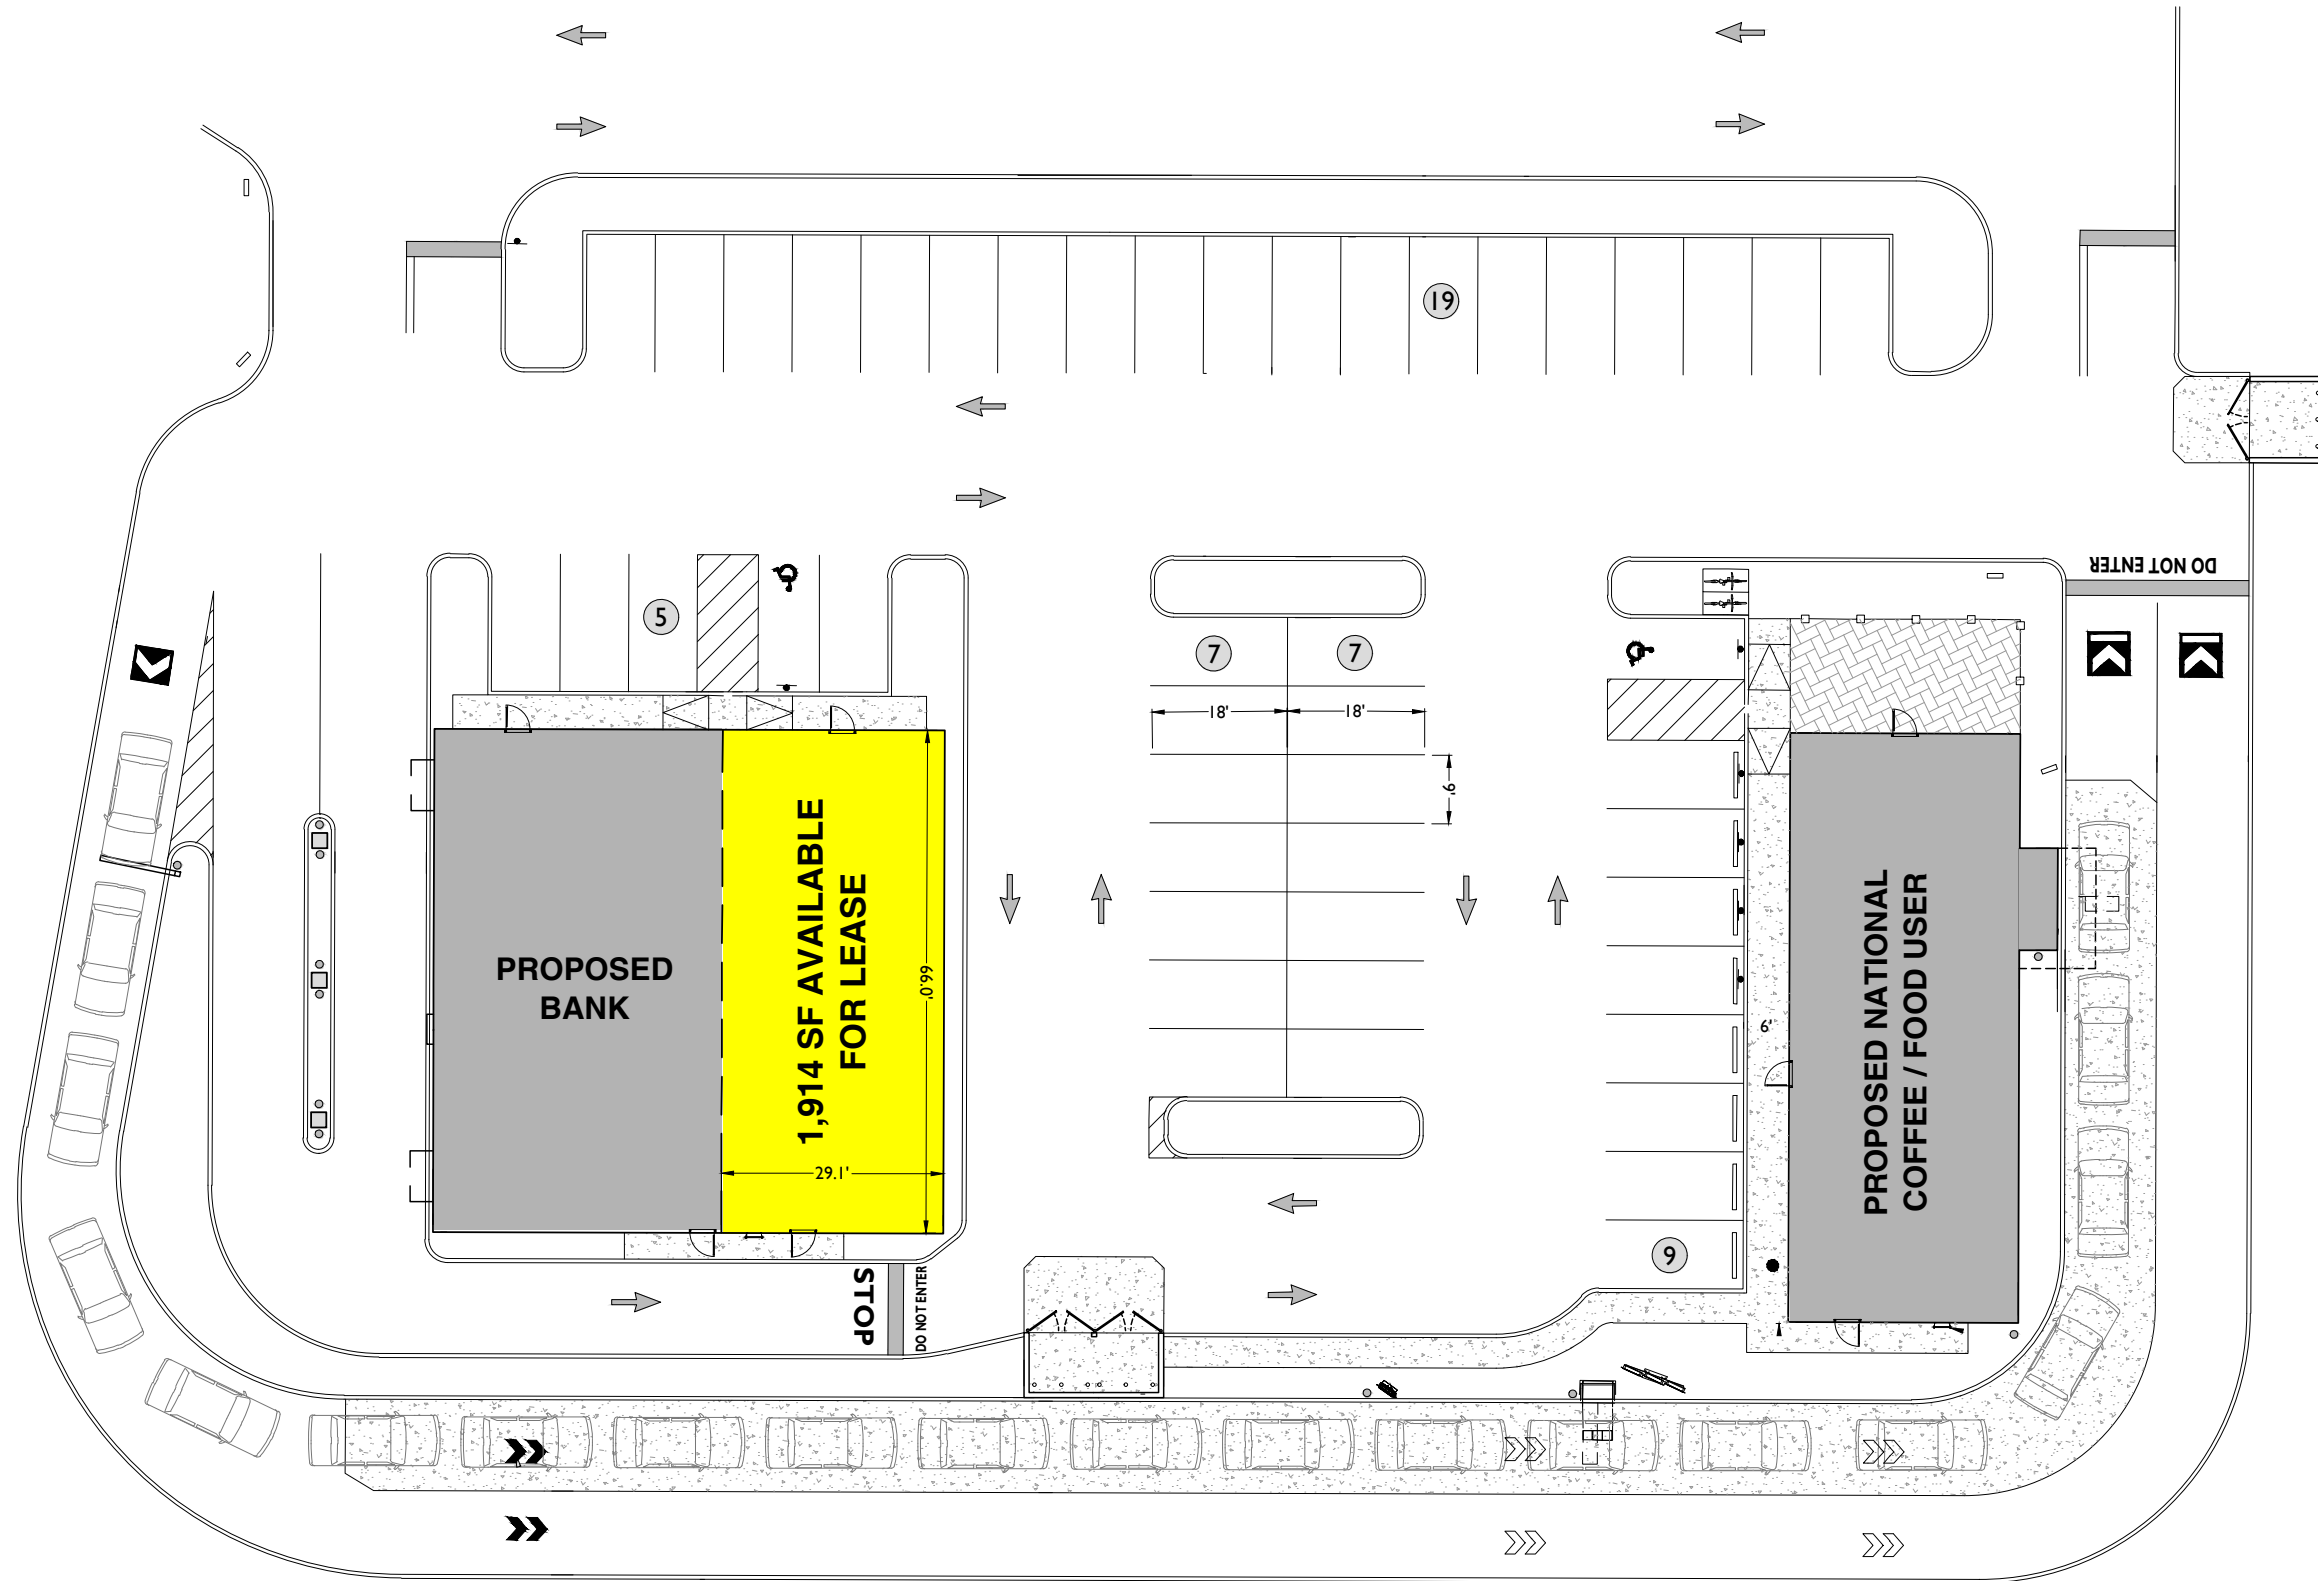 19
DO NOT ENTER
5
7
7
18'
18'
9'
PROPOSED
BANK
1,914 SF AVAILABLE
FOR LEASE
66.0'
29.1'
6'
PROPOSED NATIONAL
COFFEE / FOOD USER
9
STOP
DO NOT ENTER